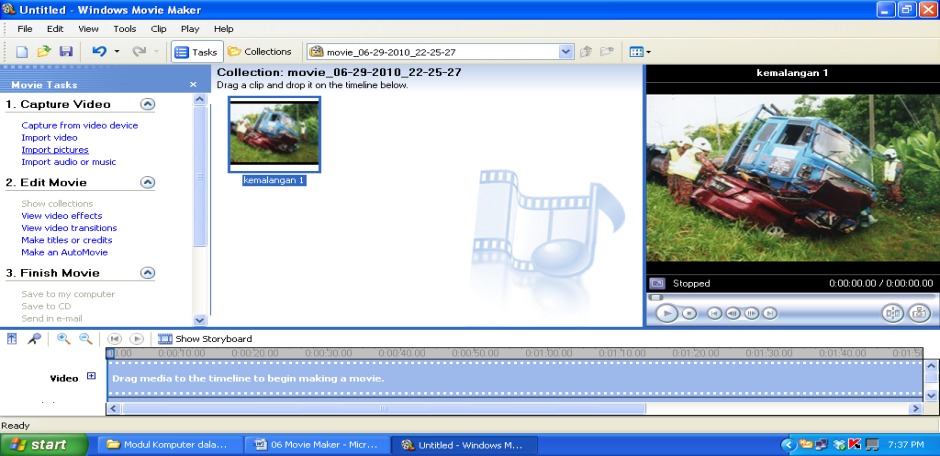 Untitled - Windows Movie Maker
File Edit View Tools Clip Play Help
Tasks Collections movie_06-29-2010_22-25-27
Movie Tasks
1. Capture Video
Capture from video device
Import video
Import pictures
Import audio or music
2. Edit Movie
Show collections
View video effects
View video transitions
Make titles or credits
Make an AutoMovie
3. Finish Movie
Save to my computer
Save to CD
Send in e-mail
Collection: movie_06-29-2010_22-25-27
Drag a clip and drop it on the timeline below.
kemalangan 1
kemalangan 1
Stopped 0:00:00.00 / 0:00:00.00
Show Storyboard
0:00:10.00 0:00:20.00 0:00:30.00 0:00:40.00 0:00:50.00 0:01:00.00 0:01:10.00 0:01:20.00 0:01:30.00 0:01:40.00
Video Drag media to the timeline to begin making a movie.
Ready
start Modul Komputer dala... 06 Movie Maker - Micr... Untitled - Windows M... 7:37 PM